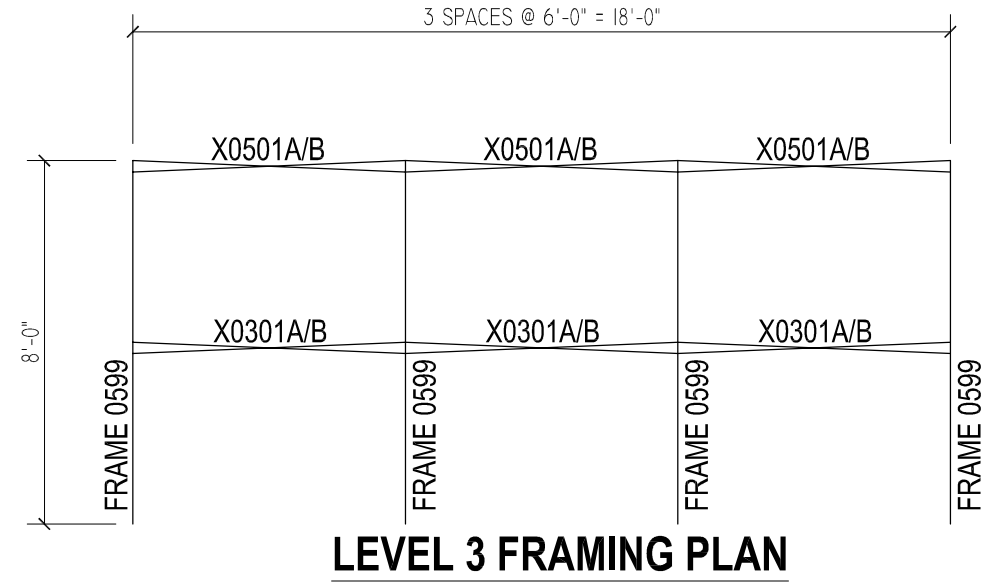 3 SPACES @ 6'-0" = 18'-0"
X0501A/B X0501A/B X0501A/B
8'-0"
X0301A/B X0301A/B X0301A/B
FRAME 0599
FRAME 0599
FRAME 0599
FRAME 0599
LEVEL 3 FRAMING PLAN